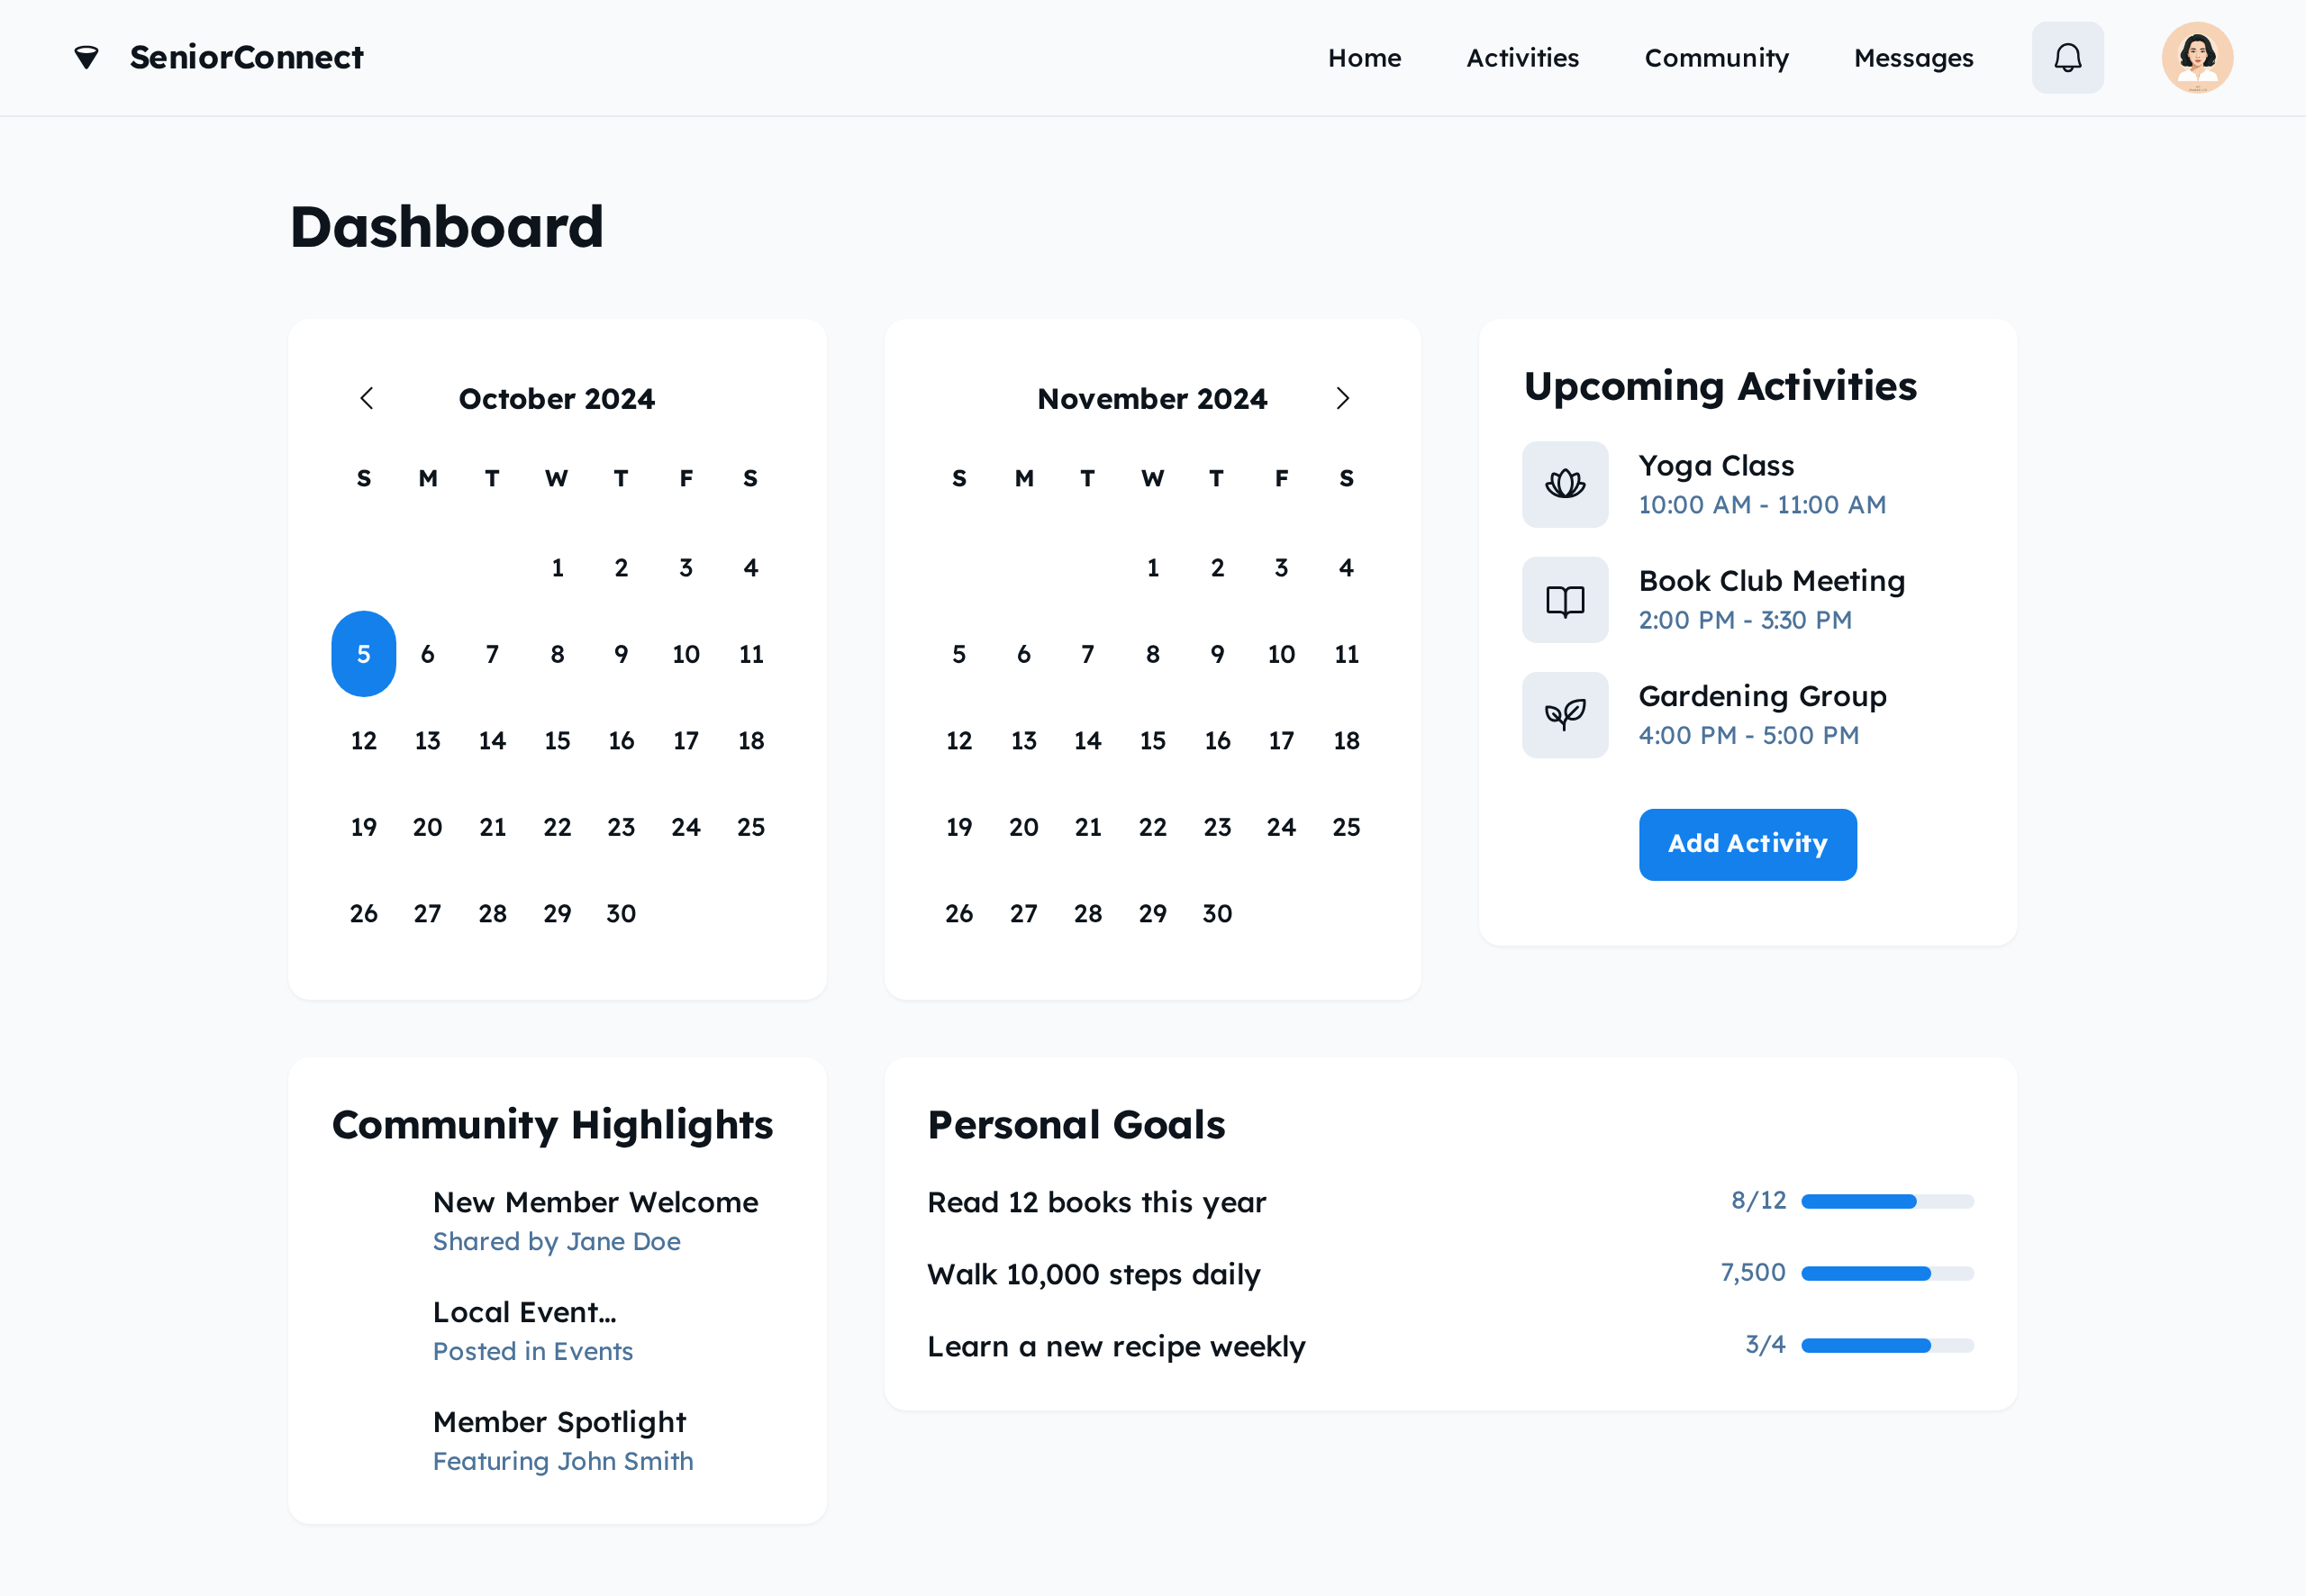 SeniorConnect
Home Activities Community Messages
Dashboard
October 2024
S M T W T F S
1 2 3 4
5 6 7 8 9 10 11
12 13 14 15 16 17 18
19 20 21 22 23 24 25
26 27 28 29 30
November 2024
S M T W T F S
1 2 3 4
5 6 7 8 9 10 11
12 13 14 15 16 17 18
19 20 21 22 23 24 25
26 27 28 29 30
Upcoming Activities
Yoga Class
10:00 AM - 11:00 AM
Book Club Meeting
2:00 PM - 3:30 PM
Gardening Group
4:00 PM - 5:00 PM
Add Activity
Community Highlights
New Member Welcome
Shared by Jane Doe
Local Event...
Posted in Events
Member Spotlight
Featuring John Smith
Personal Goals
Read 12 books this year 8/12
Walk 10,000 steps daily 7,500
Learn a new recipe weekly 3/4